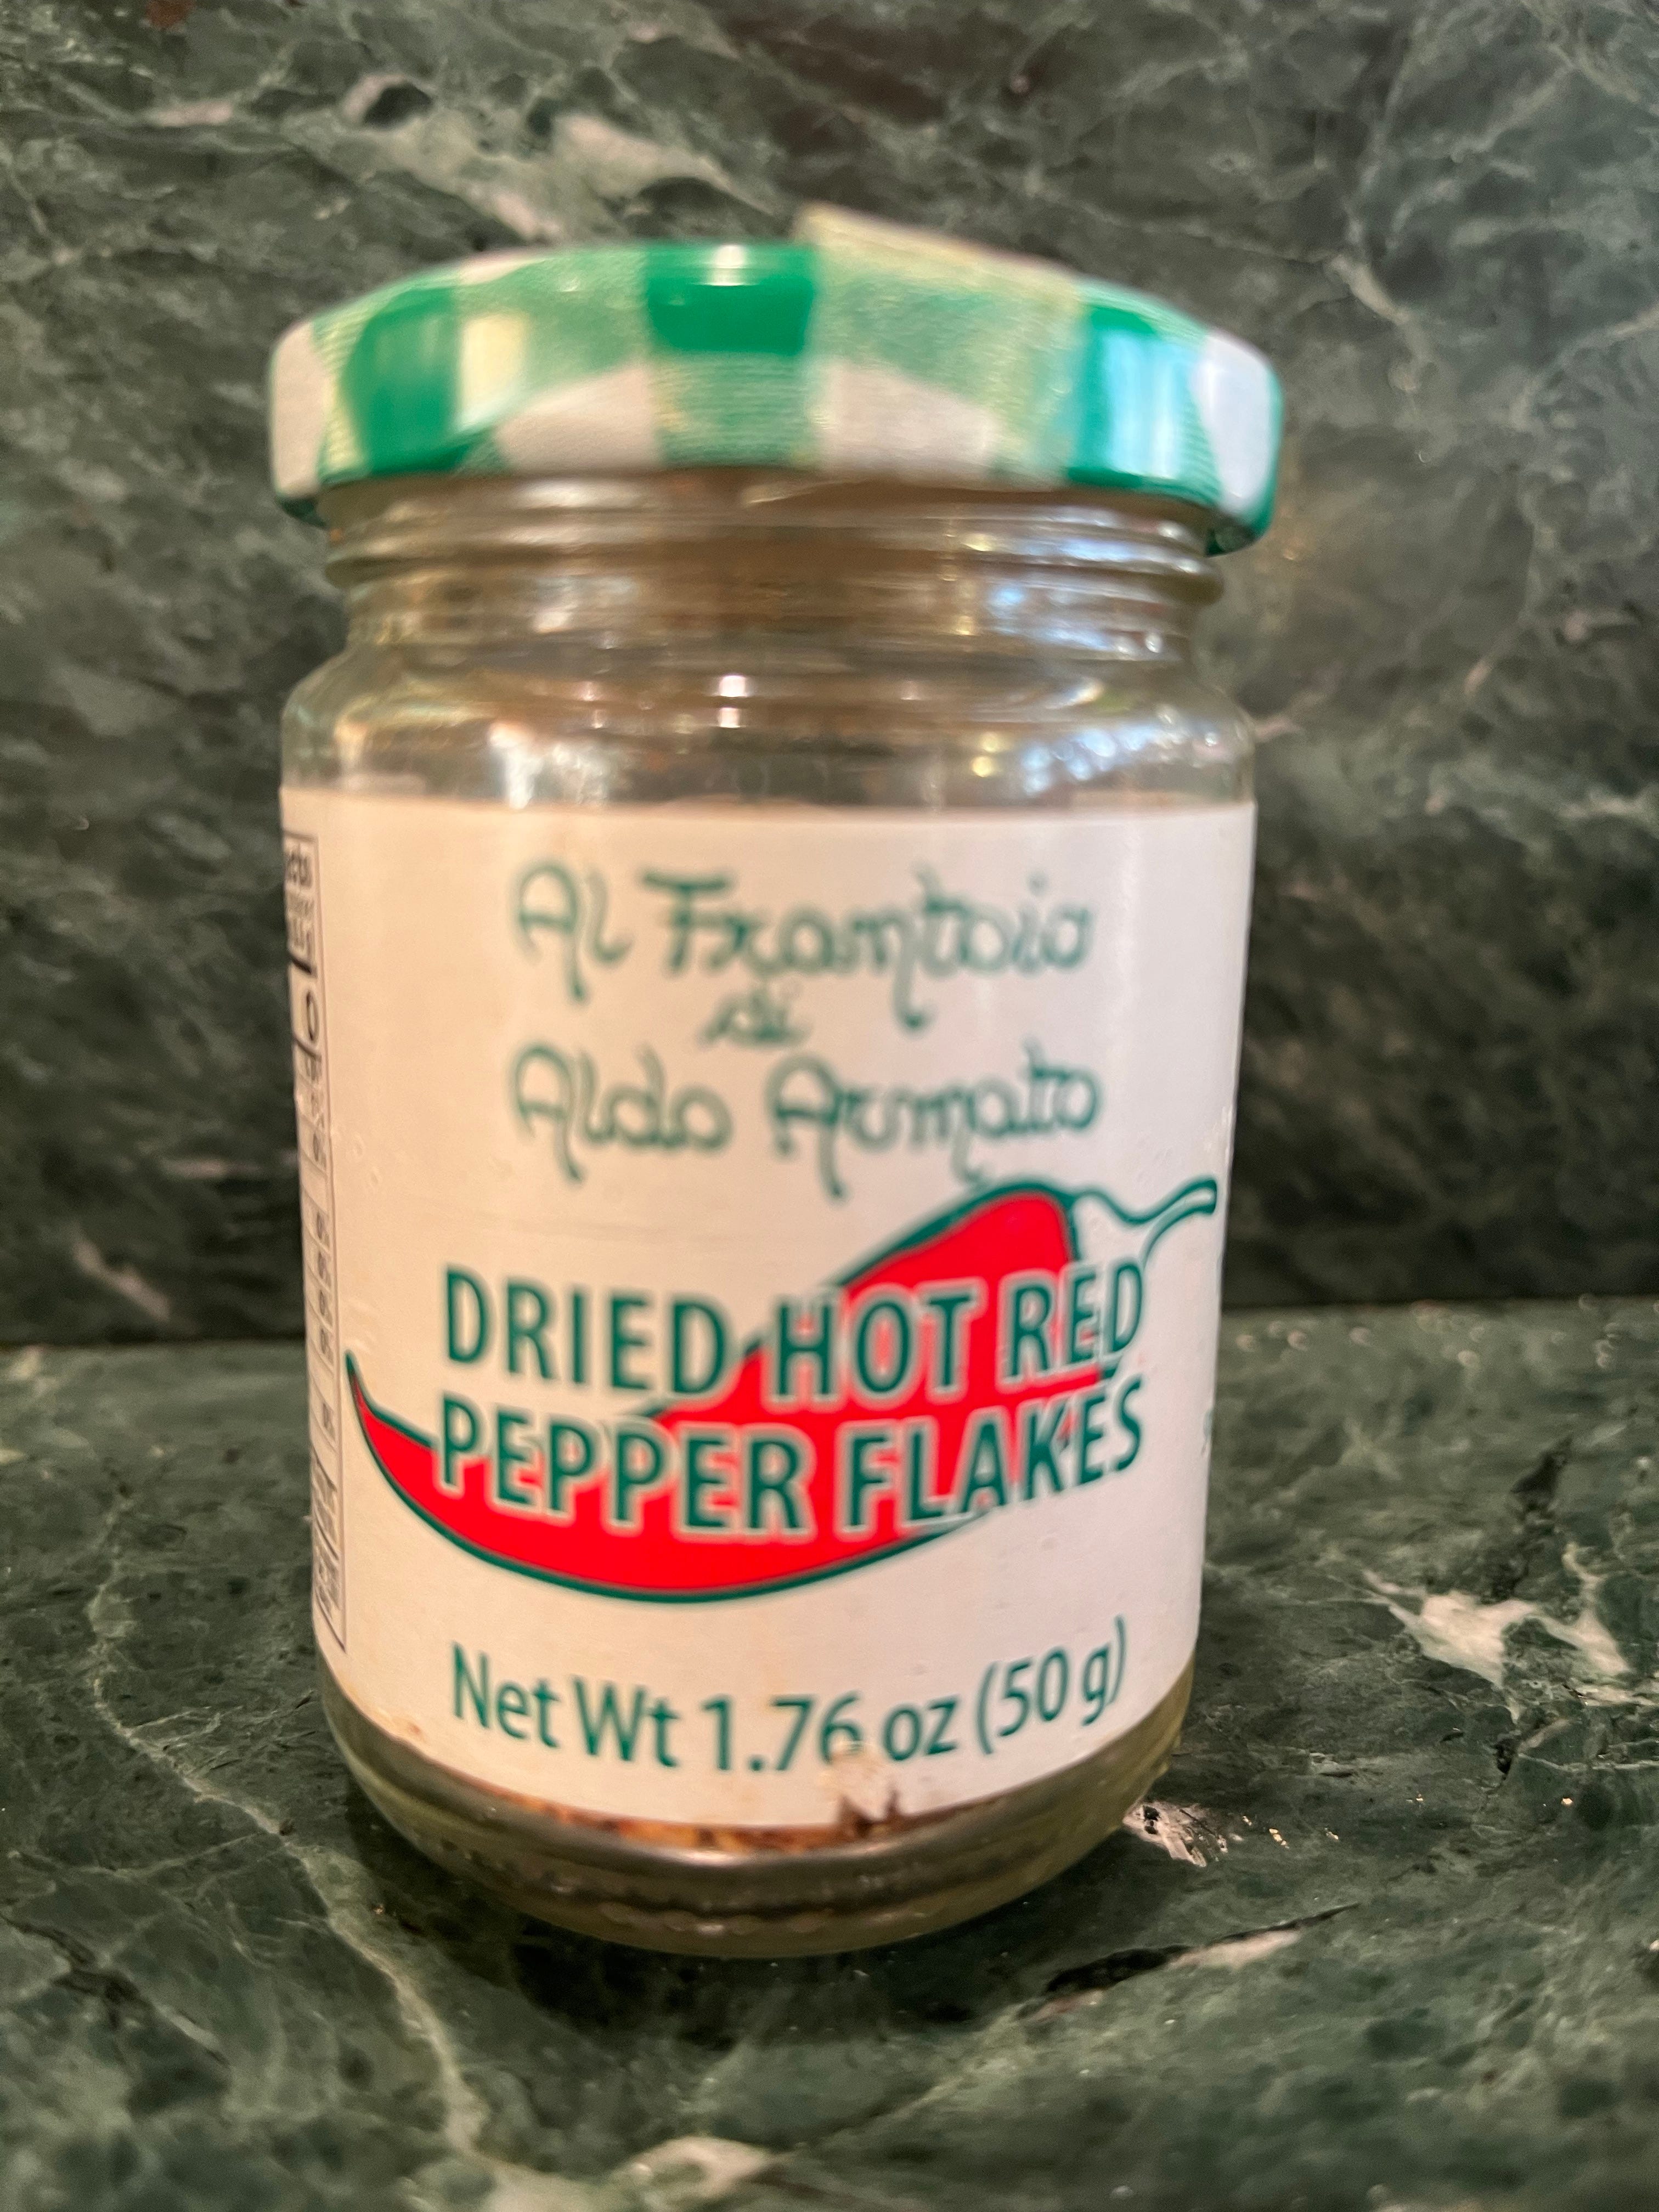 Al Frantoio
di
Aldo Armato
DRIED HOT RED
PEPPER FLAKES
Net Wt 1.76 oz (50 g)